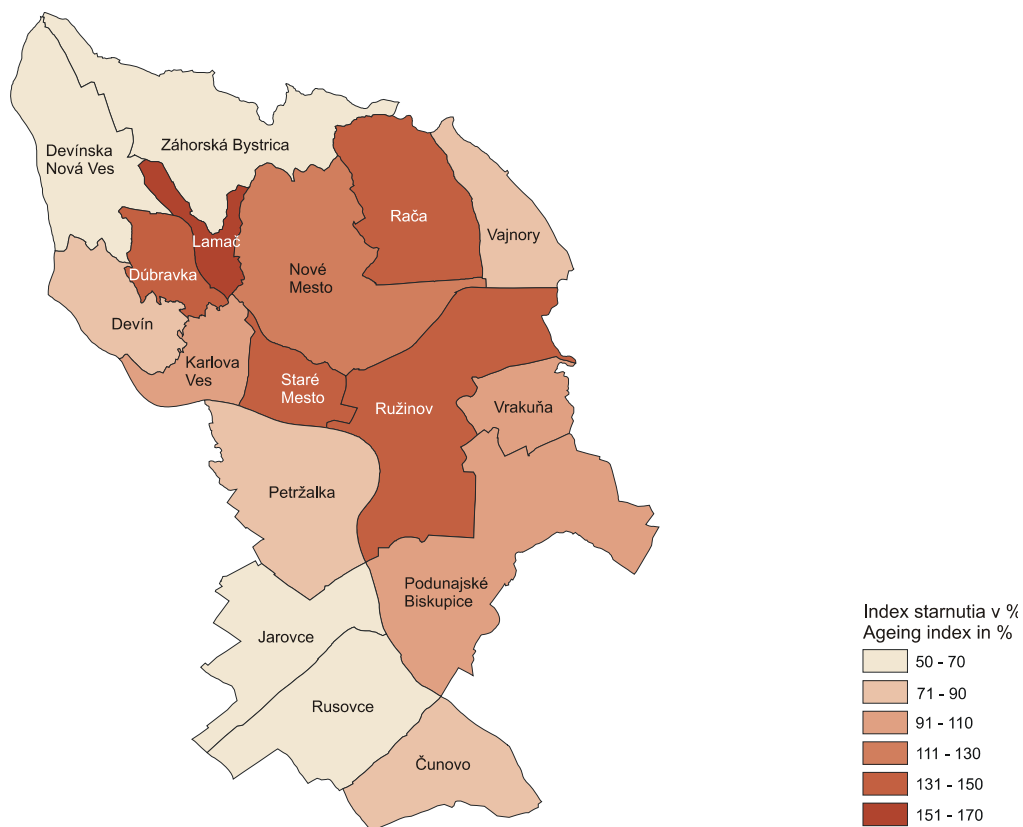 Devínska
Nová Ves
Záhorská Bystrica
Rača
Vajnory
Lamač
Dúbravka
Nové
Mesto
Devín
Karlova
Ves
Staré
Mesto
Ružinov
Vrakuňa
Petržalka
Podunajské
Biskupice
Jarovce
Rusovce
Čunovo
Index starnutia v %
Ageing index in %
50 - 70
71 - 90
91 - 110
111 - 130
131 - 150
151 - 170